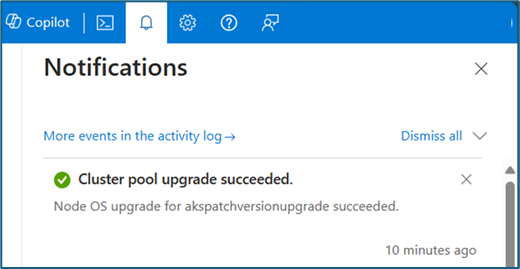 Copilot
Notifications
More events in the activity log→
Dismiss all
Cluster pool upgrade succeeded.
Node OS upgrade for akspatchversionupgrade succeeded.
10 minutes ago